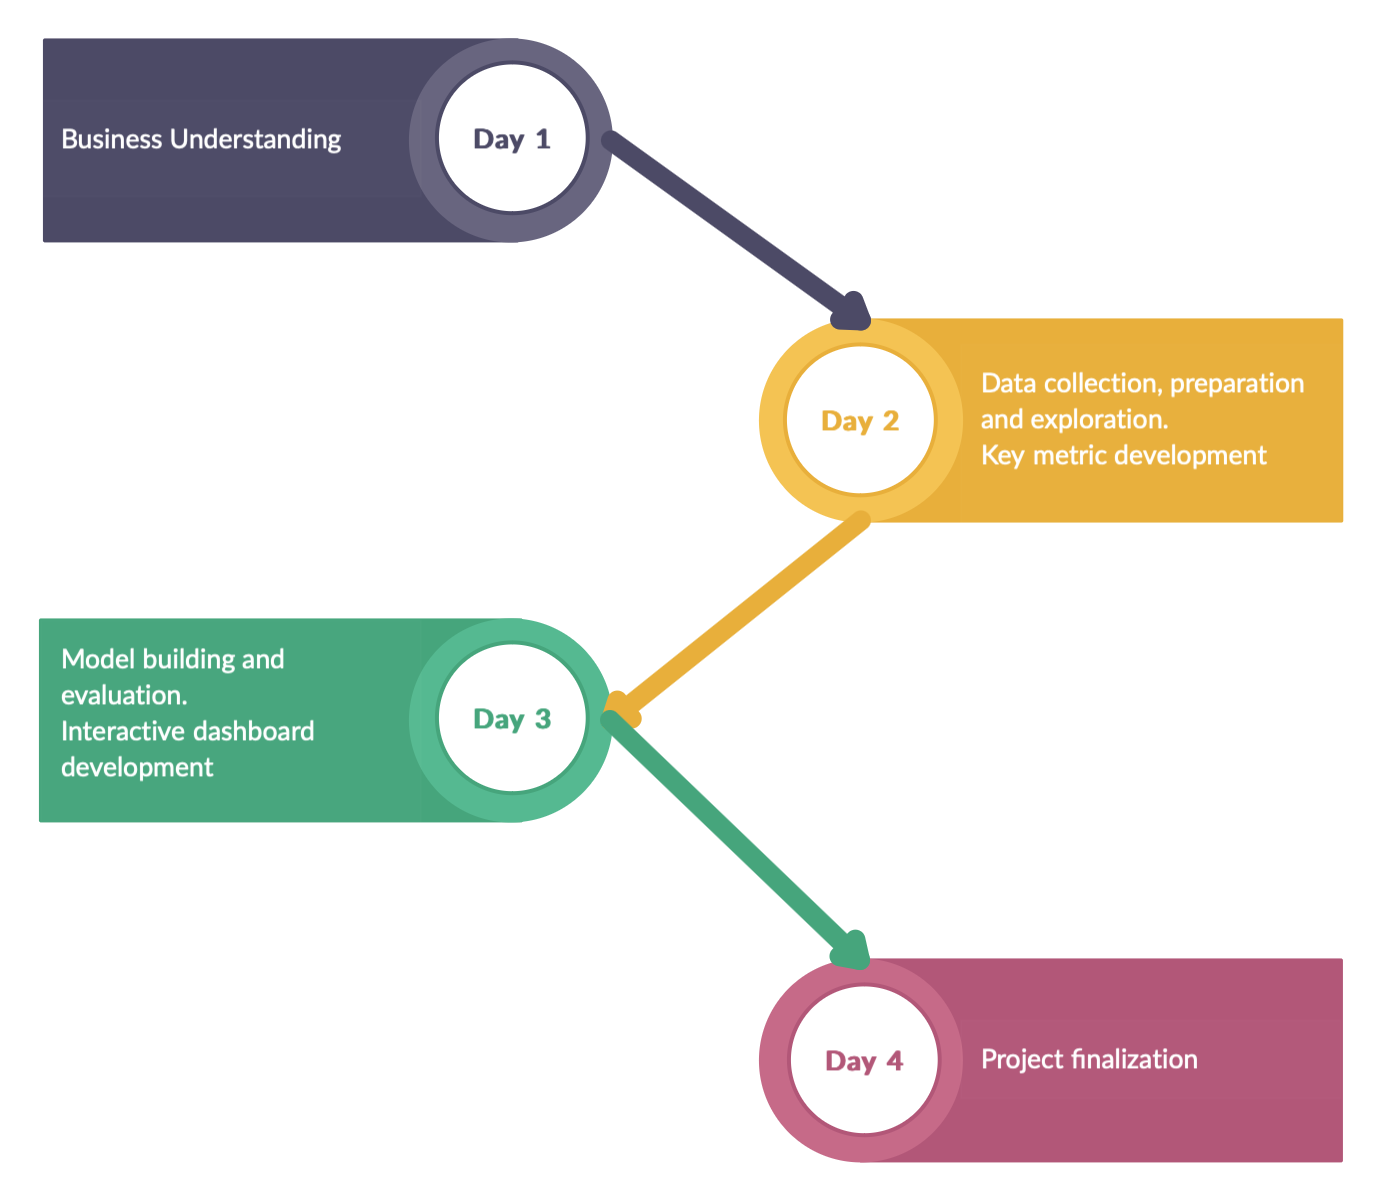 Business Understanding
Day 1
Day 2
Data collection, preparation
and exploration.
Key metric development
Model building and
evaluation.
Interactive dashboard
development
Day 3
Day 4
Project finalization